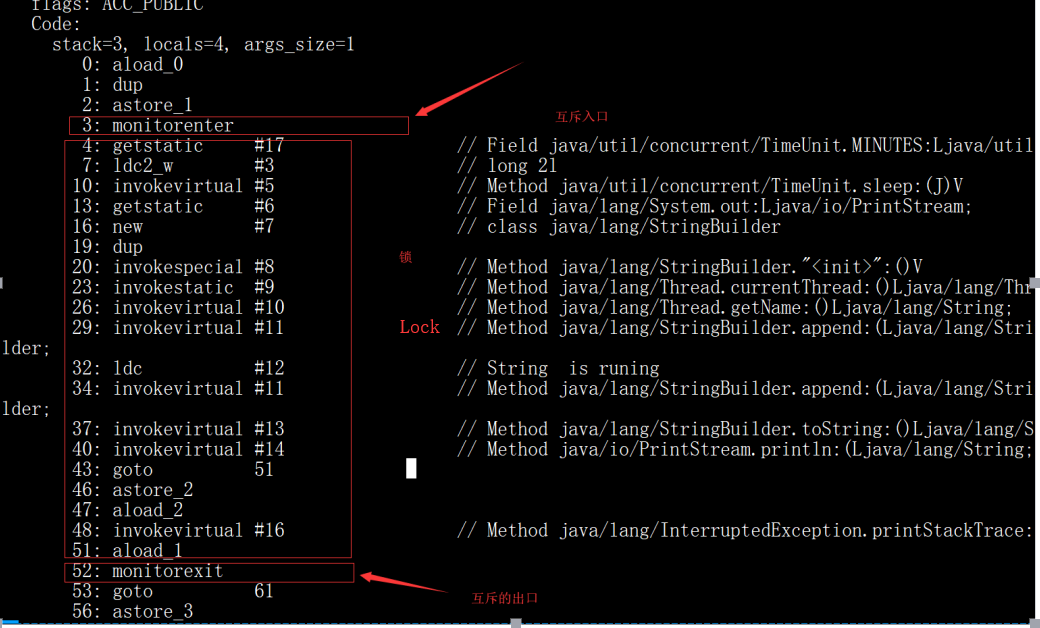 flags: ACC_PUBLIC
Code:
stack=3, locals=4, args_size=1
0: aload_0
1: dup
2: astore_1
互斥入口
3: monitorenter
4: getstatic #17 // Field java/util/concurrent/TimeUnit.MINUTES:Ljava/util
7: ldc2_w #3 // long 2l
10: invokevirtual #5 // Method java/util/concurrent/TimeUnit.sleep:(J)V
13: getstatic #6 // Field java/lang/System.out:Ljava/io/PrintStream;
16: new #7 // class java/lang/StringBuilder
19: dup
锁
20: invokespecial #8 // Method java/lang/StringBuilder."<init>":()V
23: invokestatic #9 // Method java/lang/Thread.currentThread:()Ljava/lang/Thr
26: invokevirtual #10 // Method java/lang/Thread.getName:()Ljava/lang/String;
29: invokevirtual #11 Lock // Method java/lang/StringBuilder.append:(Ljava/lang/Stri
lder;
32: ldc #12 // String is runing
34: invokevirtual #11 // Method java/lang/StringBuilder.append:(Ljava/lang/Stri
lder;
37: invokevirtual #13 // Method java/lang/StringBuilder.toString:()Ljava/lang/S
40: invokevirtual #14 // Method java/io/PrintStream.println:(Ljava/lang/String;
43: goto 51
46: astore_2
47: aload_2
48: invokevirtual #16 // Method java/lang/InterruptedException.printStackTrace:
51: aload_1
52: monitorexit
53: goto 61
互斥的出口
56: astore_3